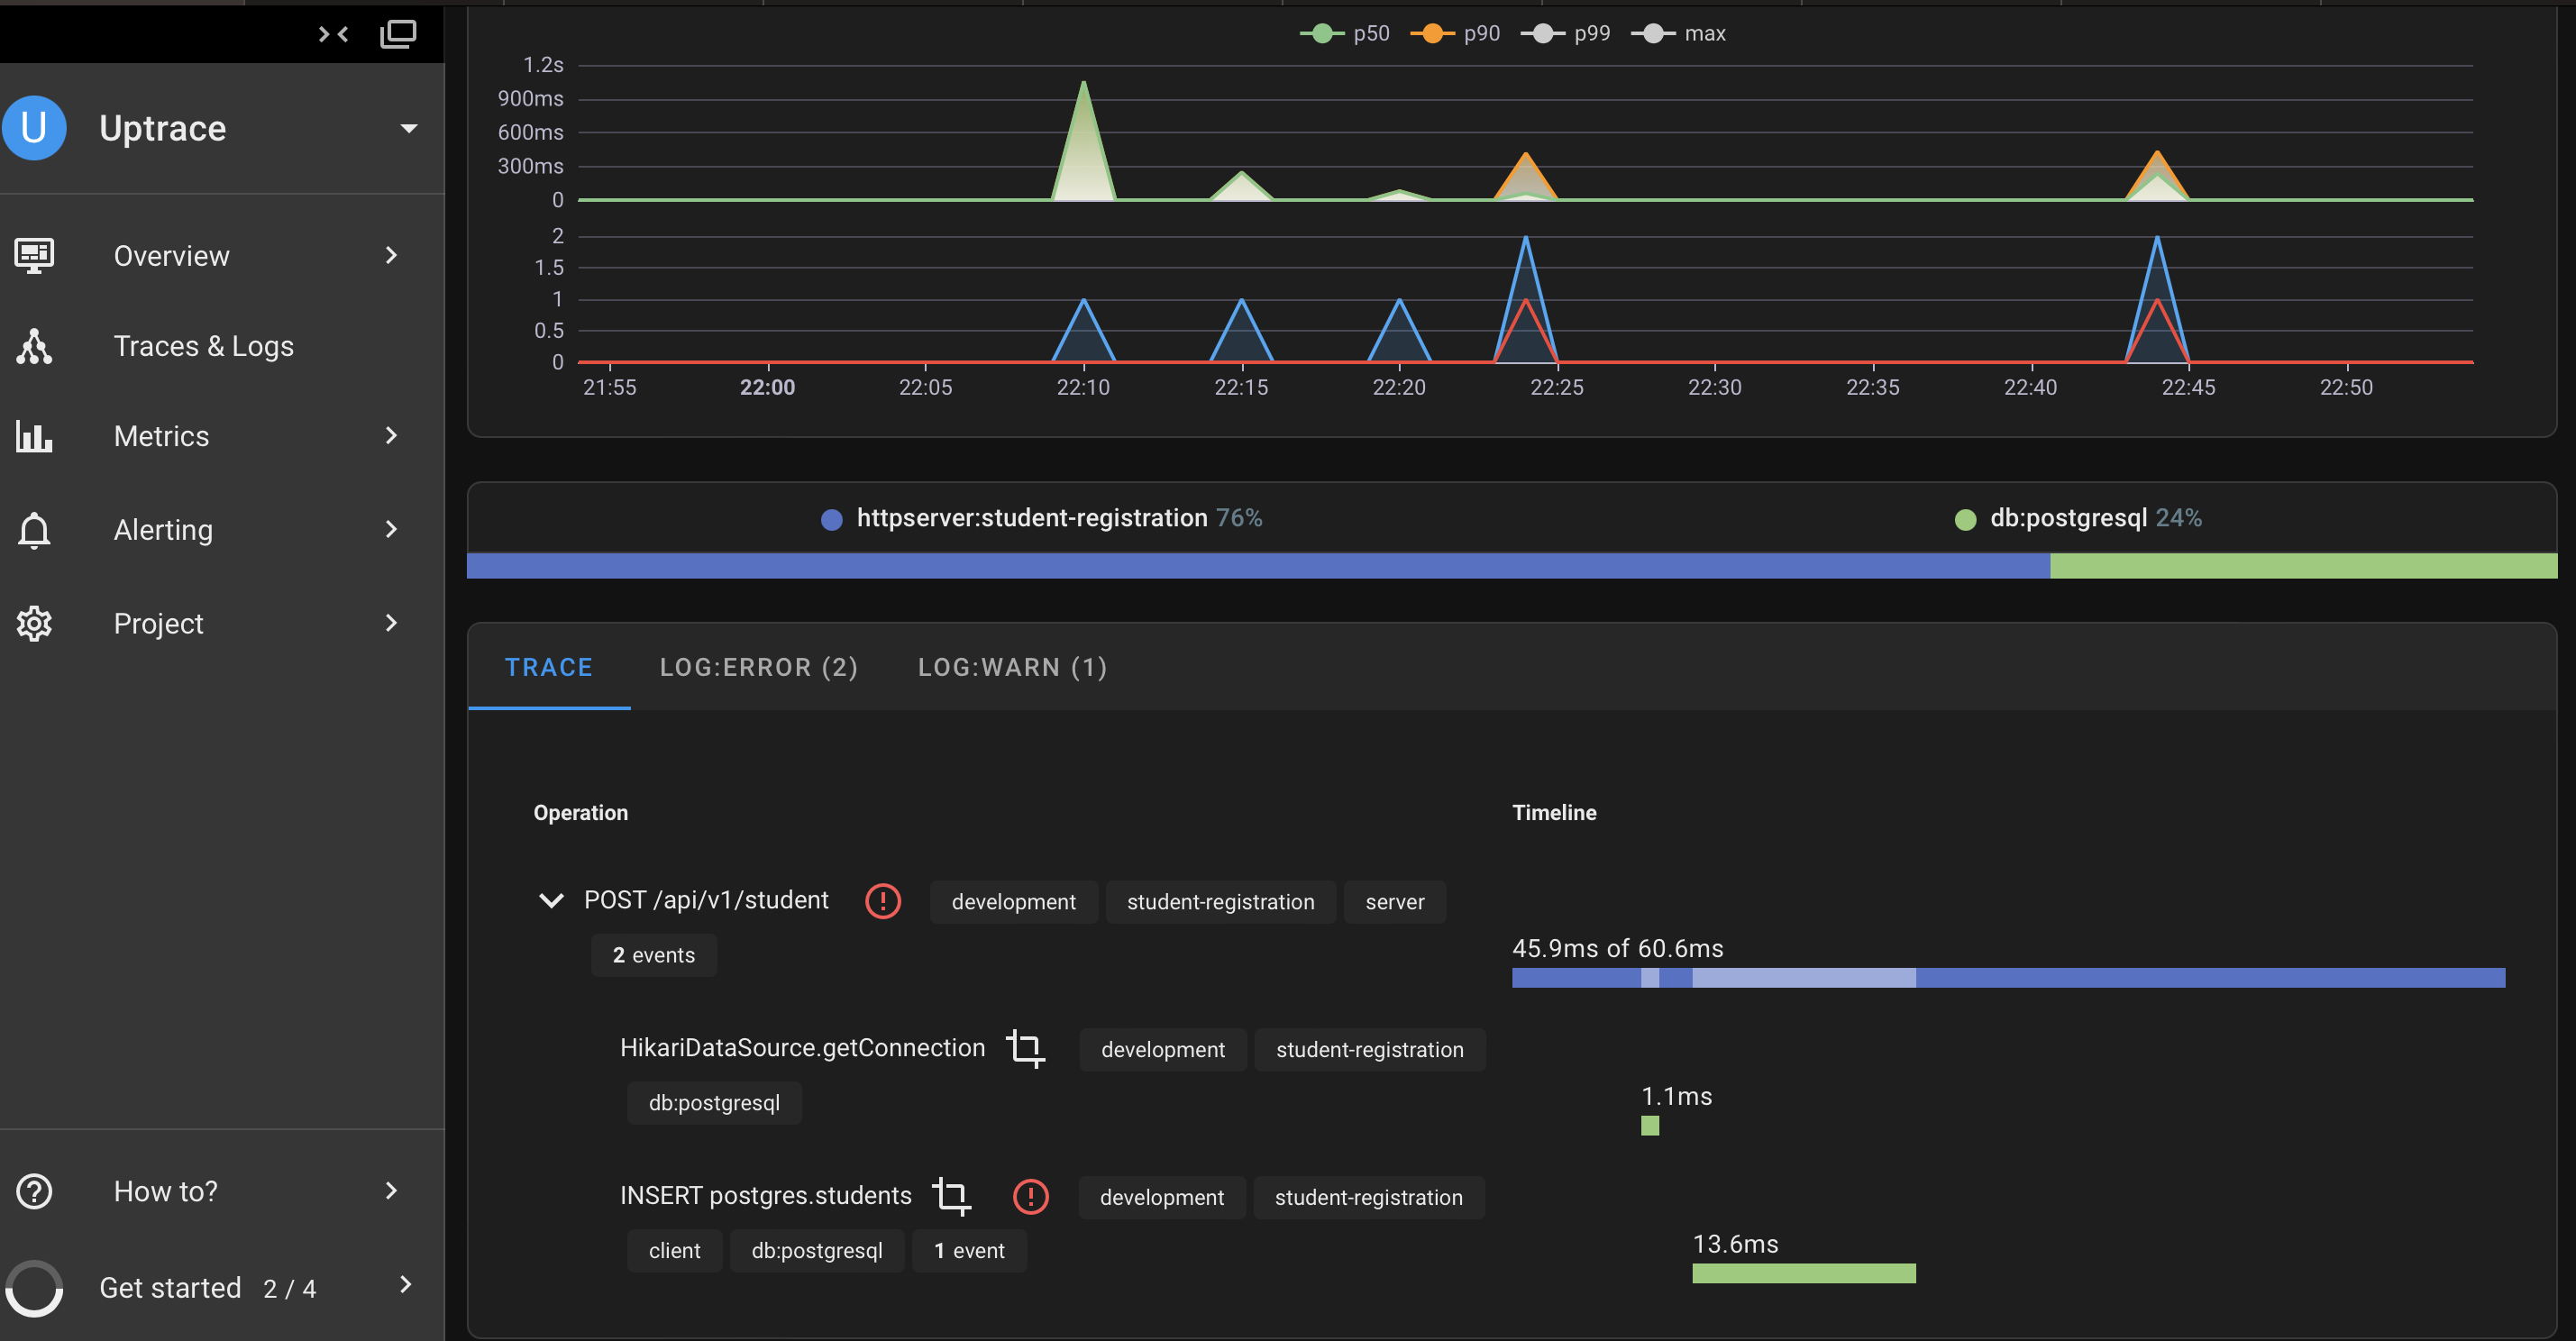 U Uptrace
Overview
Traces & Logs
Metrics
Alerting
Project
How to?
Get started 2 / 4
p50 p90 p99 max
1.2s
900ms
600ms
300ms
0
2
1.5
1
0.5
0
21:55 22:00 22:05 22:10 22:15 22:20 22:25 22:30 22:35 22:40 22:45 22:50
httpserver:student-registration 76% db:postgresql 24%
TRACE LOG:ERROR (2) LOG:WARN (1)
Operation Timeline
POST /api/v1/student development student-registration server
2 events
45.9ms of 60.6ms
HikariDataSource.getConnection development student-registration
db:postgresql
1.1ms
INSERT postgres.students development student-registration
client db:postgresql 1 event
13.6ms